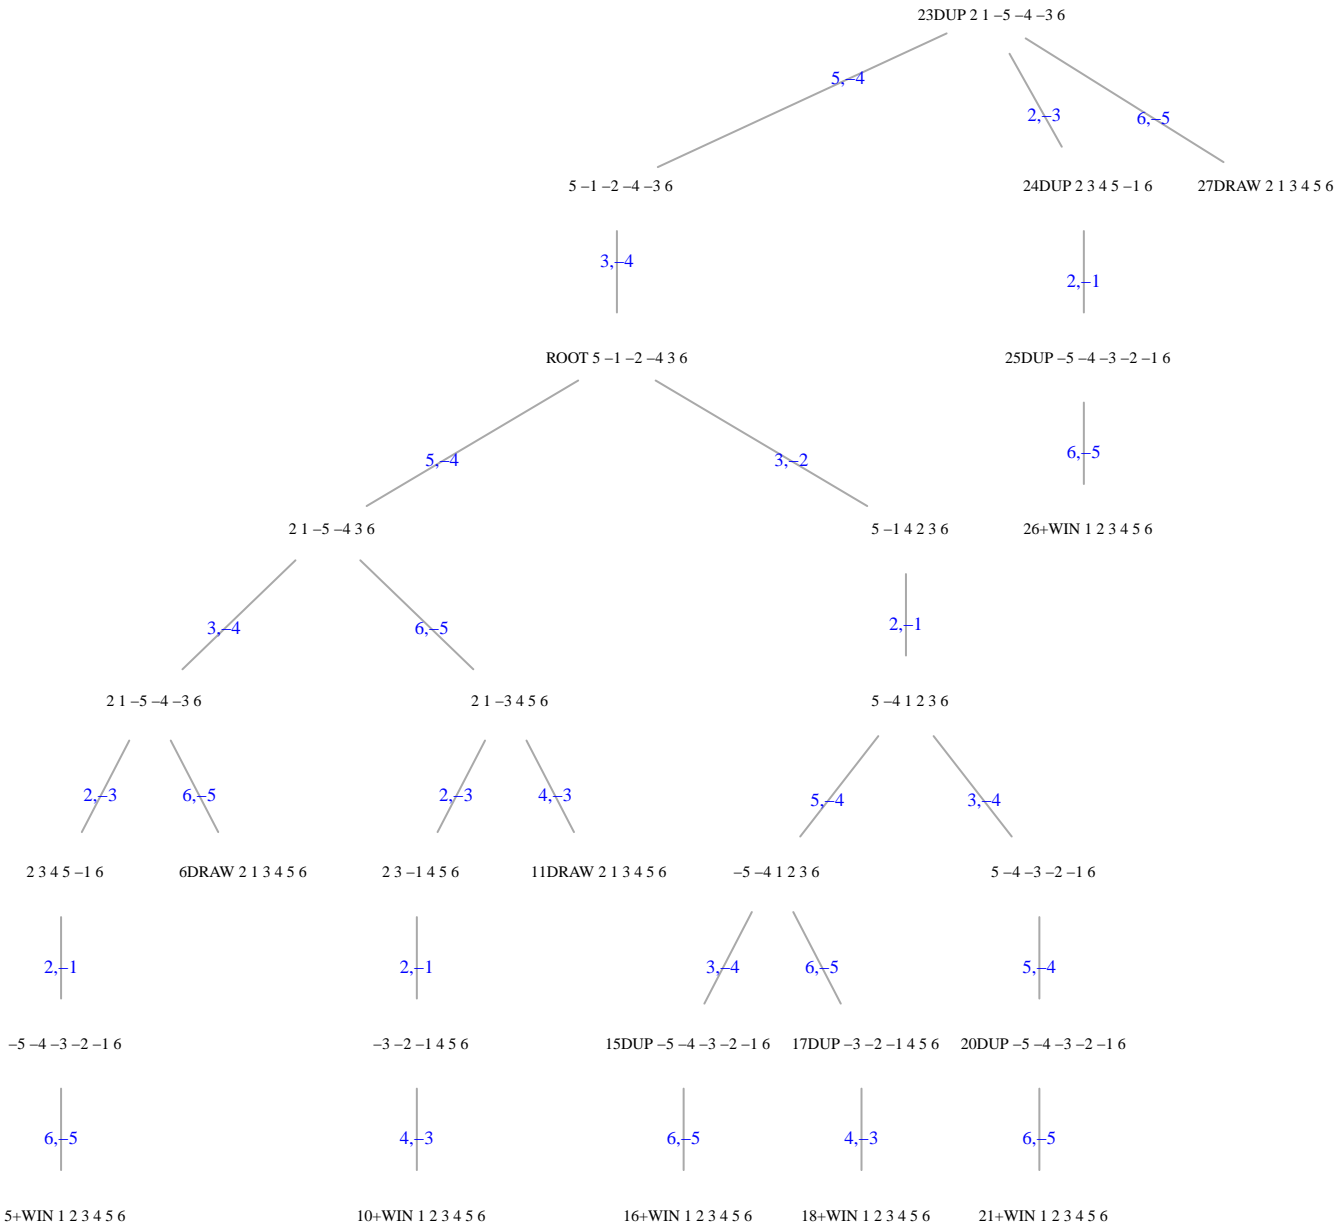 23DUP 2 1 –5 –4 –3 6
5,–4
2,–3
6,–5
5 –1 –2 –4 –3 6
24DUP 2 3 4 5 –1 6
27DRAW 2 1 3 4 5 6
3,–4
2,–1
ROOT 5 –1 –2 –4 3 6
25DUP –5 –4 –3 –2 –1 6
5,–4
3,–2
6,–5
2 1 –5 –4 3 6
5 –1 4 2 3 6
26+WIN 1 2 3 4 5 6
3,–4
6,–5
2,–1
2 1 –5 –4 –3 6
2 1 –3 4 5 6
5 –4 1 2 3 6
2,–3
6,–5
2,–3
4,–3
5,–4
3,–4
2 3 4 5 –1 6
6DRAW 2 1 3 4 5 6
2 3 –1 4 5 6
11DRAW 2 1 3 4 5 6
–5 –4 1 2 3 6
5 –4 –3 –2 –1 6
2,–1
2,–1
3,–4
6,–5
5,–4
–5 –4 –3 –2 –1 6
–3 –2 –1 4 5 6
15DUP –5 –4 –3 –2 –1 6
17DUP –3 –2 –1 4 5 6
20DUP –5 –4 –3 –2 –1 6
6,–5
4,–3
6,–5
4,–3
6,–5
5+WIN 1 2 3 4 5 6
10+WIN 1 2 3 4 5 6
16+WIN 1 2 3 4 5 6
18+WIN 1 2 3 4 5 6
21+WIN 1 2 3 4 5 6